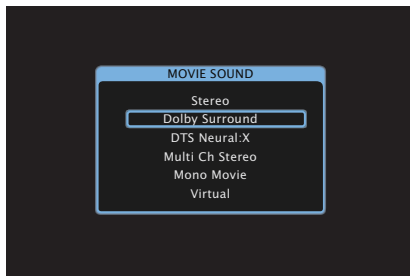 MOVIE SOUND
Stereo
Dolby Surround
DTS Neural:X
Multi Ch Stereo
Mono Movie
Virtual